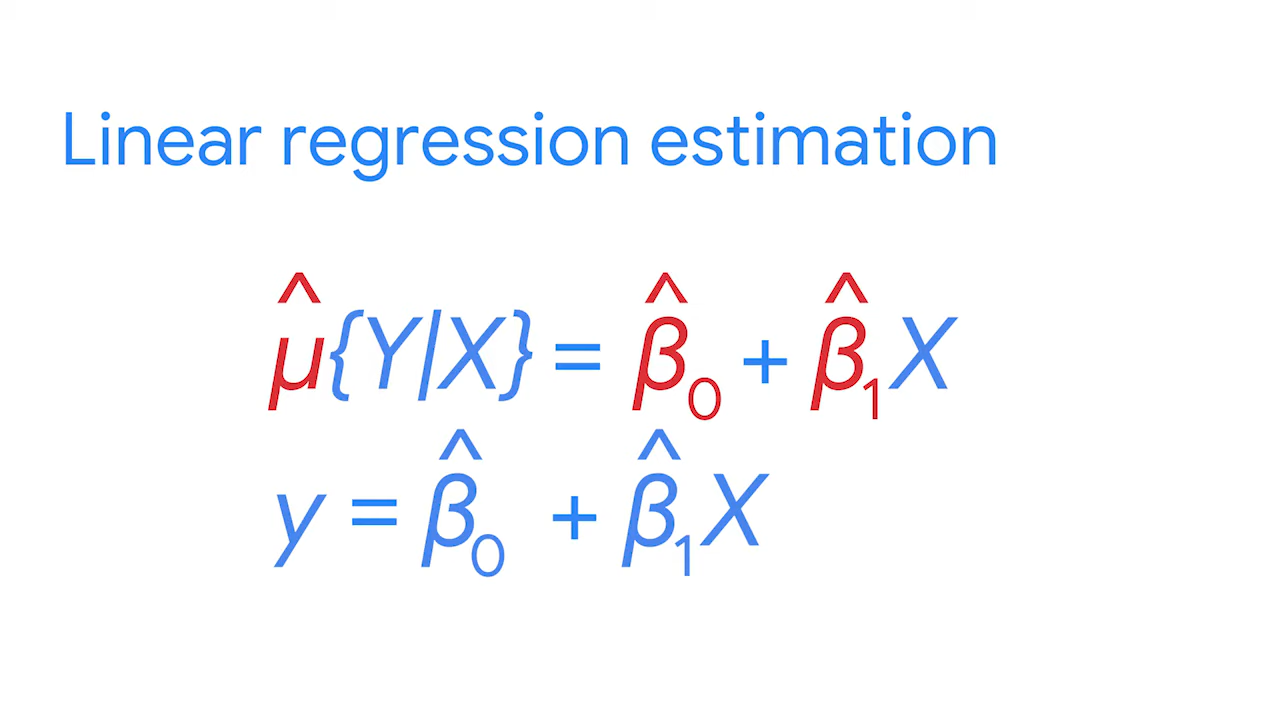 Linear regression estimation
μ̂{Y|X} = β̂₀ + β̂₁X
y = β̂₀ + β̂₁X